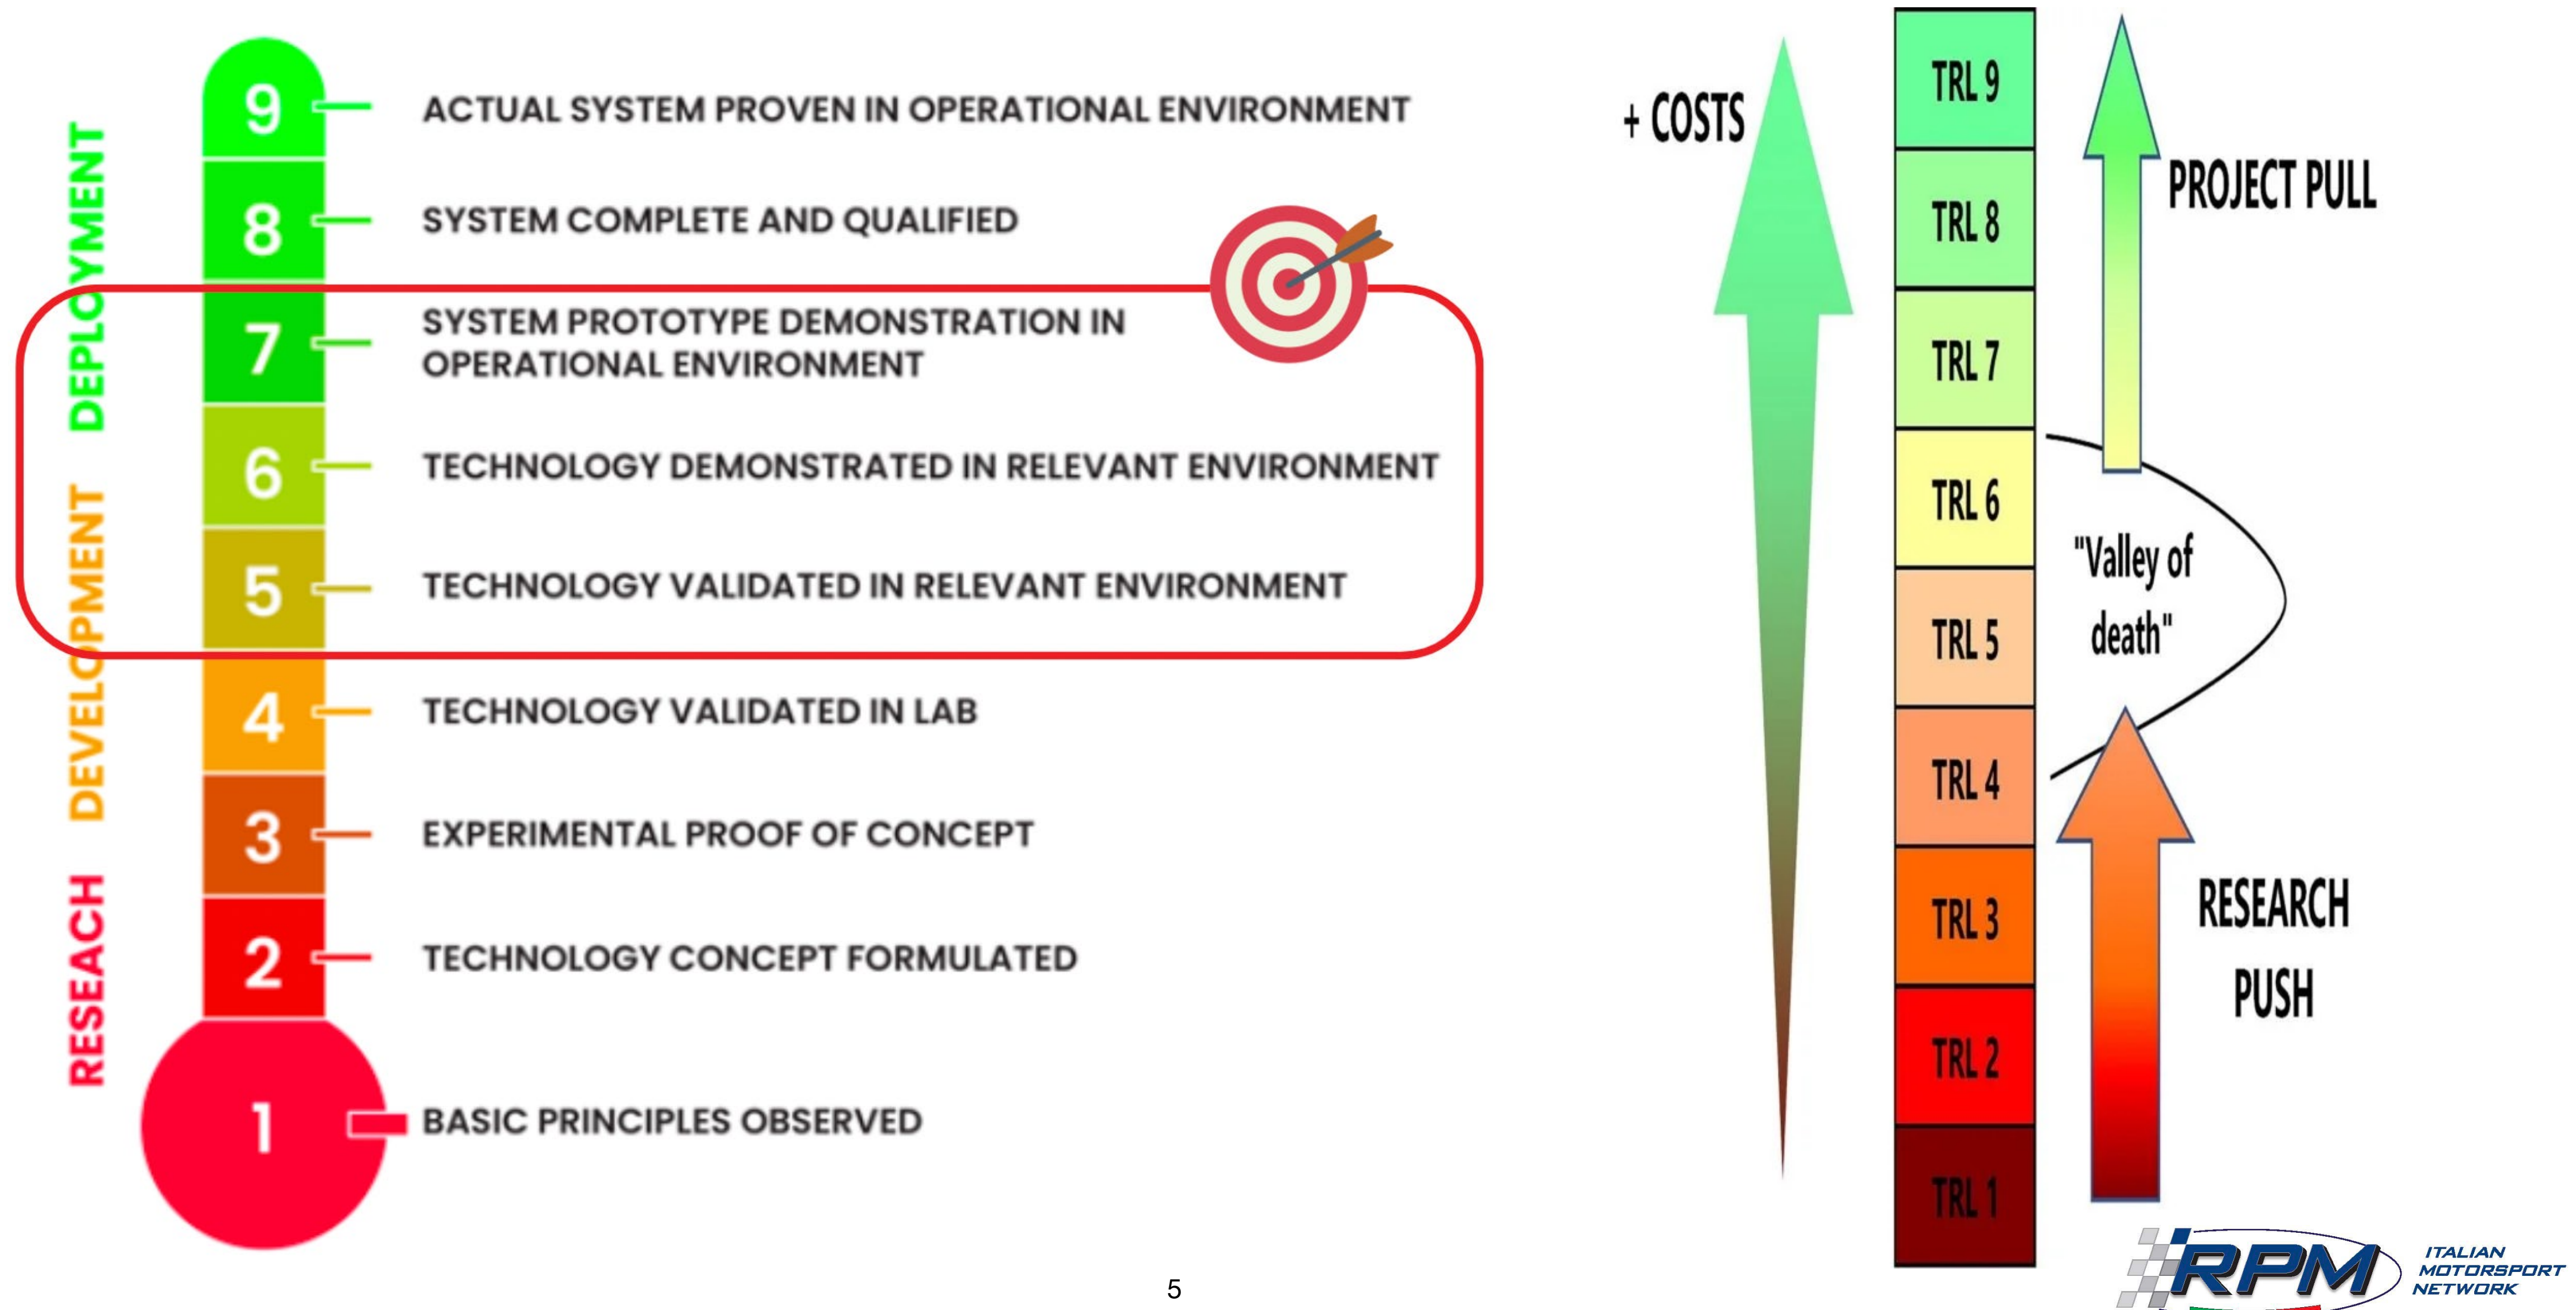 DEPLOYMENT
DEVELOPMENT
RESEACH
9
ACTUAL SYSTEM PROVEN IN OPERATIONAL ENVIRONMENT
8
SYSTEM COMPLETE AND QUALIFIED
7
SYSTEM PROTOTYPE DEMONSTRATION IN
OPERATIONAL ENVIRONMENT
6
TECHNOLOGY DEMONSTRATED IN RELEVANT ENVIRONMENT
5
TECHNOLOGY VALIDATED IN RELEVANT ENVIRONMENT
4
TECHNOLOGY VALIDATED IN LAB
3
EXPERIMENTAL PROOF OF CONCEPT
2
TECHNOLOGY CONCEPT FORMULATED
1
BASIC PRINCIPLES OBSERVED
+ COSTS
TRL 9
TRL 8
TRL 7
TRL 6
TRL 5
TRL 4
TRL 3
TRL 2
TRL 1
PROJECT PULL
"Valley of
death"
RESEARCH
PUSH
5
RPM
ITALIAN
MOTORSPORT
NETWORK